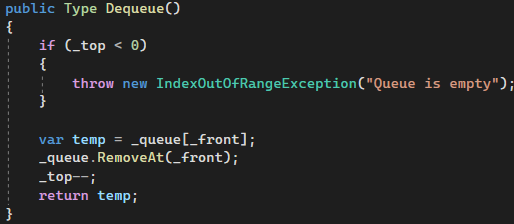 public Type Dequeue()
{
    if (_top < 0)
    {
        throw new IndexOutOfRangeException("Queue is empty");
    }

    var temp = _queue[_front];
    _queue.RemoveAt(_front);
    _top--;
    return temp;
}